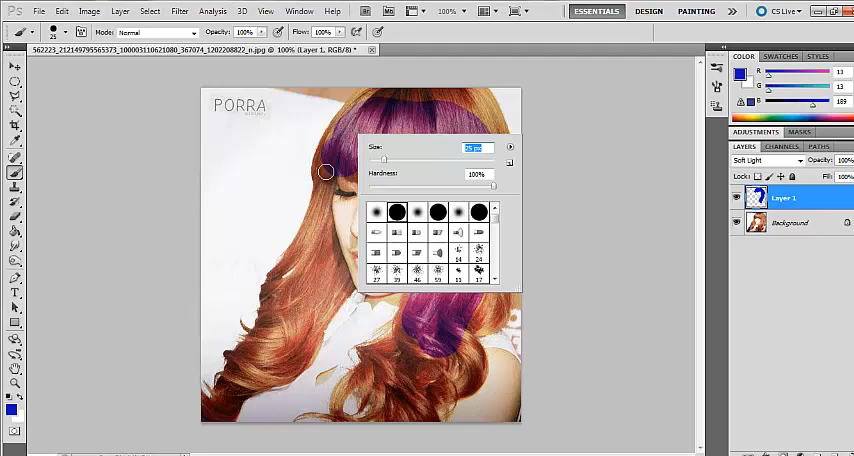 Ps File Edit Image Layer Select Filter Analysis 3D View Window Help Br Mb 100% ESSENTIALS DESIGN PAINTING CS Live
25 Mode: Normal Opacity: 100% Flow: 100%
562223_212149795565373_100003110621080_367074_1202208822_n.jpg @ 100% (Layer 1, RGB/8) *
COLOR SWATCHES STYLES
R 13
G 13
B 189
PORRA
Size: 25 px
Hardness: 100%
14 24
27 39 46 59 11 17
ADJUSTMENTS MASKS
LAYERS CHANNELS PATHS
Soft Light Opacity: 100%
Lock: Fill: 100%
Layer 1
Background